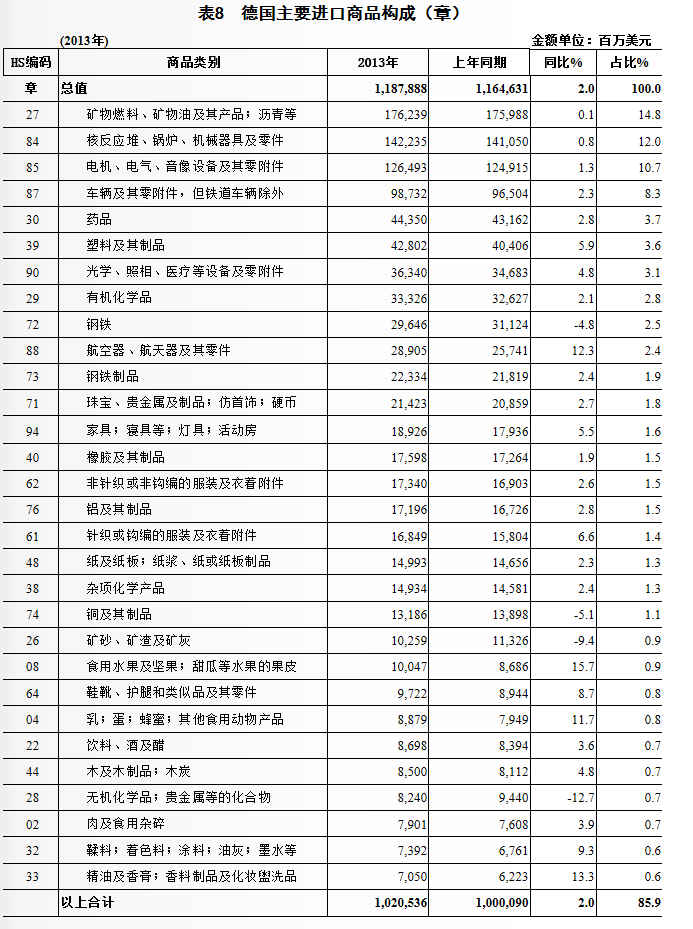 表8 德国主要进口商品构成（章）
(2013年) 金额单位：百万美元
HS编码 商品类别 2013年 上年同期 同比% 占比%
章 总值 1,187,888 1,164,631 2.0 100.0
27 矿物燃料、矿物油及其产品；沥青等 176,239 175,988 0.1 14.8
84 核反应堆、锅炉、机械器具及零件 142,235 141,050 0.8 12.0
85 电机、电气、音像设备及其零附件 126,493 124,915 1.3 10.7
87 车辆及其零附件，但铁道车辆除外 98,732 96,504 2.3 8.3
30 药品 44,350 43,162 2.8 3.7
39 塑料及其制品 42,802 40,406 5.9 3.6
90 光学、照相、医疗等设备及零附件 36,340 34,683 4.8 3.1
29 有机化学品 33,326 32,627 2.1 2.8
72 钢铁 29,646 31,124 -4.8 2.5
88 航空器、航天器及其零件 28,905 25,741 12.3 2.4
73 钢铁制品 22,334 21,819 2.4 1.9
71 珠宝、贵金属及制品；仿首饰；硬币 21,423 20,859 2.7 1.8
94 家具；寝具等；灯具；活动房 18,926 17,936 5.5 1.6
40 橡胶及其制品 17,598 17,264 1.9 1.5
62 非针织或非钩编的服装及衣着附件 17,340 16,903 2.6 1.5
76 铝及其制品 17,196 16,726 2.8 1.5
61 针织或钩编的服装及衣着附件 16,849 15,804 6.6 1.4
48 纸及纸板；纸浆、纸或纸板制品 14,993 14,656 2.3 1.3
38 杂项化学产品 14,934 14,581 2.4 1.3
74 铜及其制品 13,186 13,898 -5.1 1.1
26 矿砂、矿渣及矿灰 10,259 11,326 -9.4 0.9
08 食用水果及坚果；甜瓜等水果的果皮 10,047 8,686 15.7 0.9
64 鞋靴、护腿和类似品及其零件 9,722 8,944 8.7 0.8
04 乳；蛋；蜂蜜；其他食用动物产品 8,879 7,949 11.7 0.8
22 饮料、酒及醋 8,698 8,394 3.6 0.7
44 木及木制品；木炭 8,500 8,112 4.8 0.7
28 无机化学品；贵金属等的化合物 8,240 9,440 -12.7 0.7
02 肉及食用杂碎 7,901 7,608 3.9 0.7
32 鞣料；着色料；涂料；油灰；墨水等 7,392 6,761 9.3 0.6
33 精油及香膏；香料制品及化妆盥洗品 7,050 6,223 13.3 0.6
以上合计 1,020,536 1,000,090 2.0 85.9